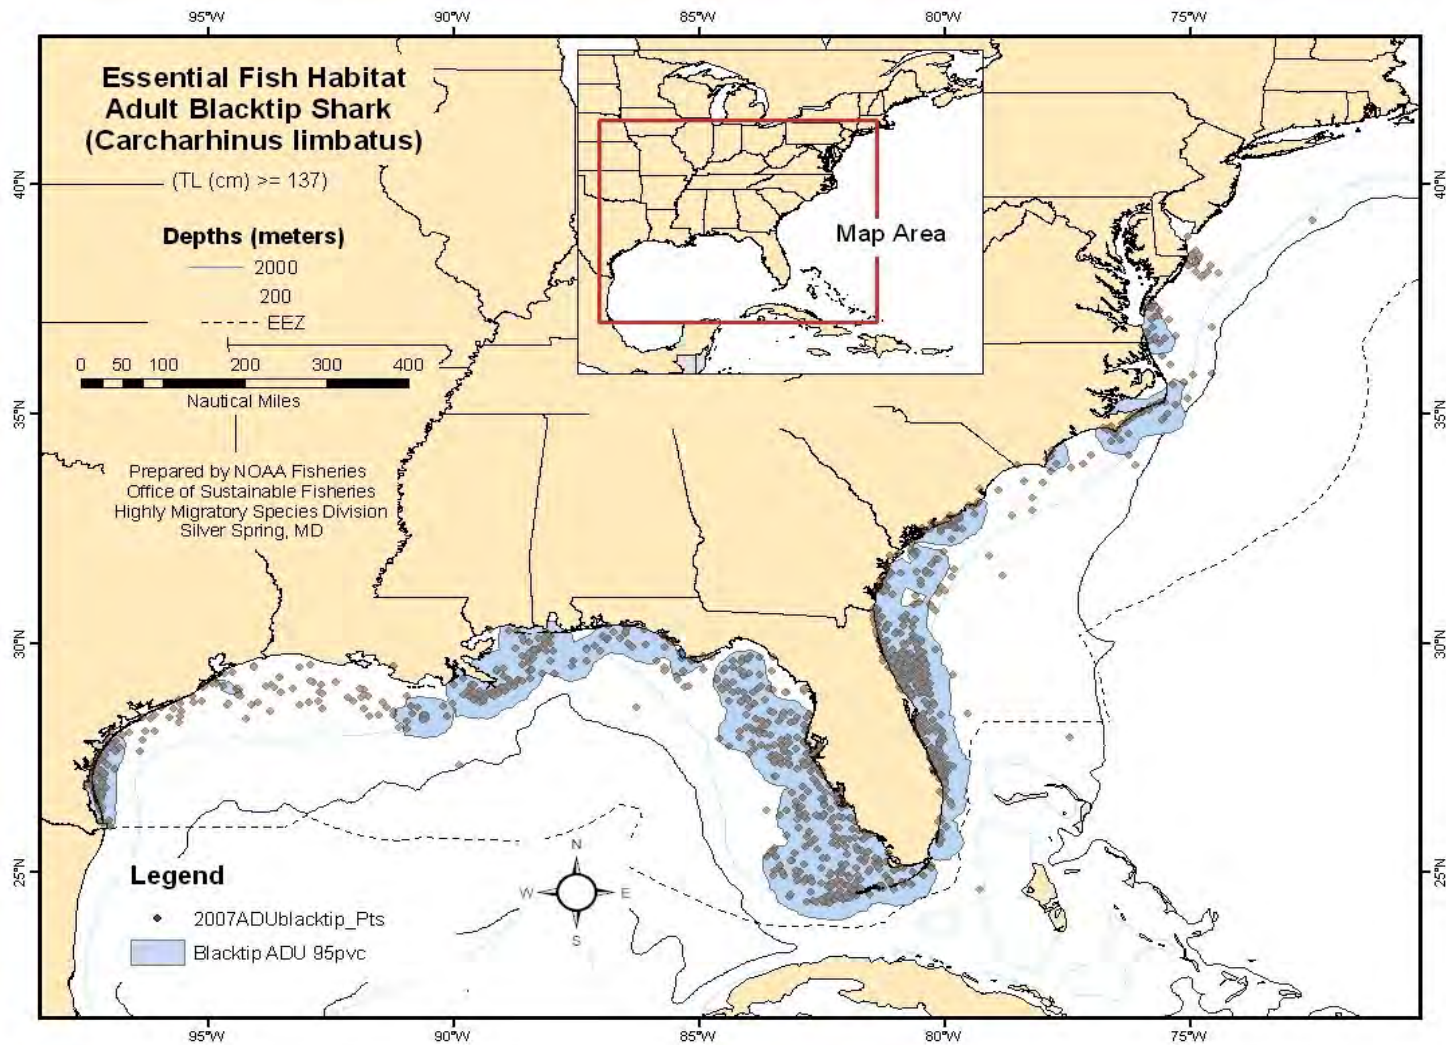 95°W 90°W 85°W 80°W 75°W
Essential Fish Habitat
Adult Blacktip Shark
(Carcharhinus limbatus)
(TL (cm) >= 137)
Depths (meters)
2000
200
EEZ
0 50 100 200 300 400
Nautical Miles
Prepared by NOAA Fisheries
Office of Sustainable Fisheries
Highly Migratory Species Division
Silver Spring, MD
Map Area
40°N 40°N
35°N 35°N
30°N 30°N
25°N 25°N
N
W E
S
Legend
2007ADUblacktip_Pts
Blacktip ADU 95pvc
95°W 90°W 85°W 80°W 75°W